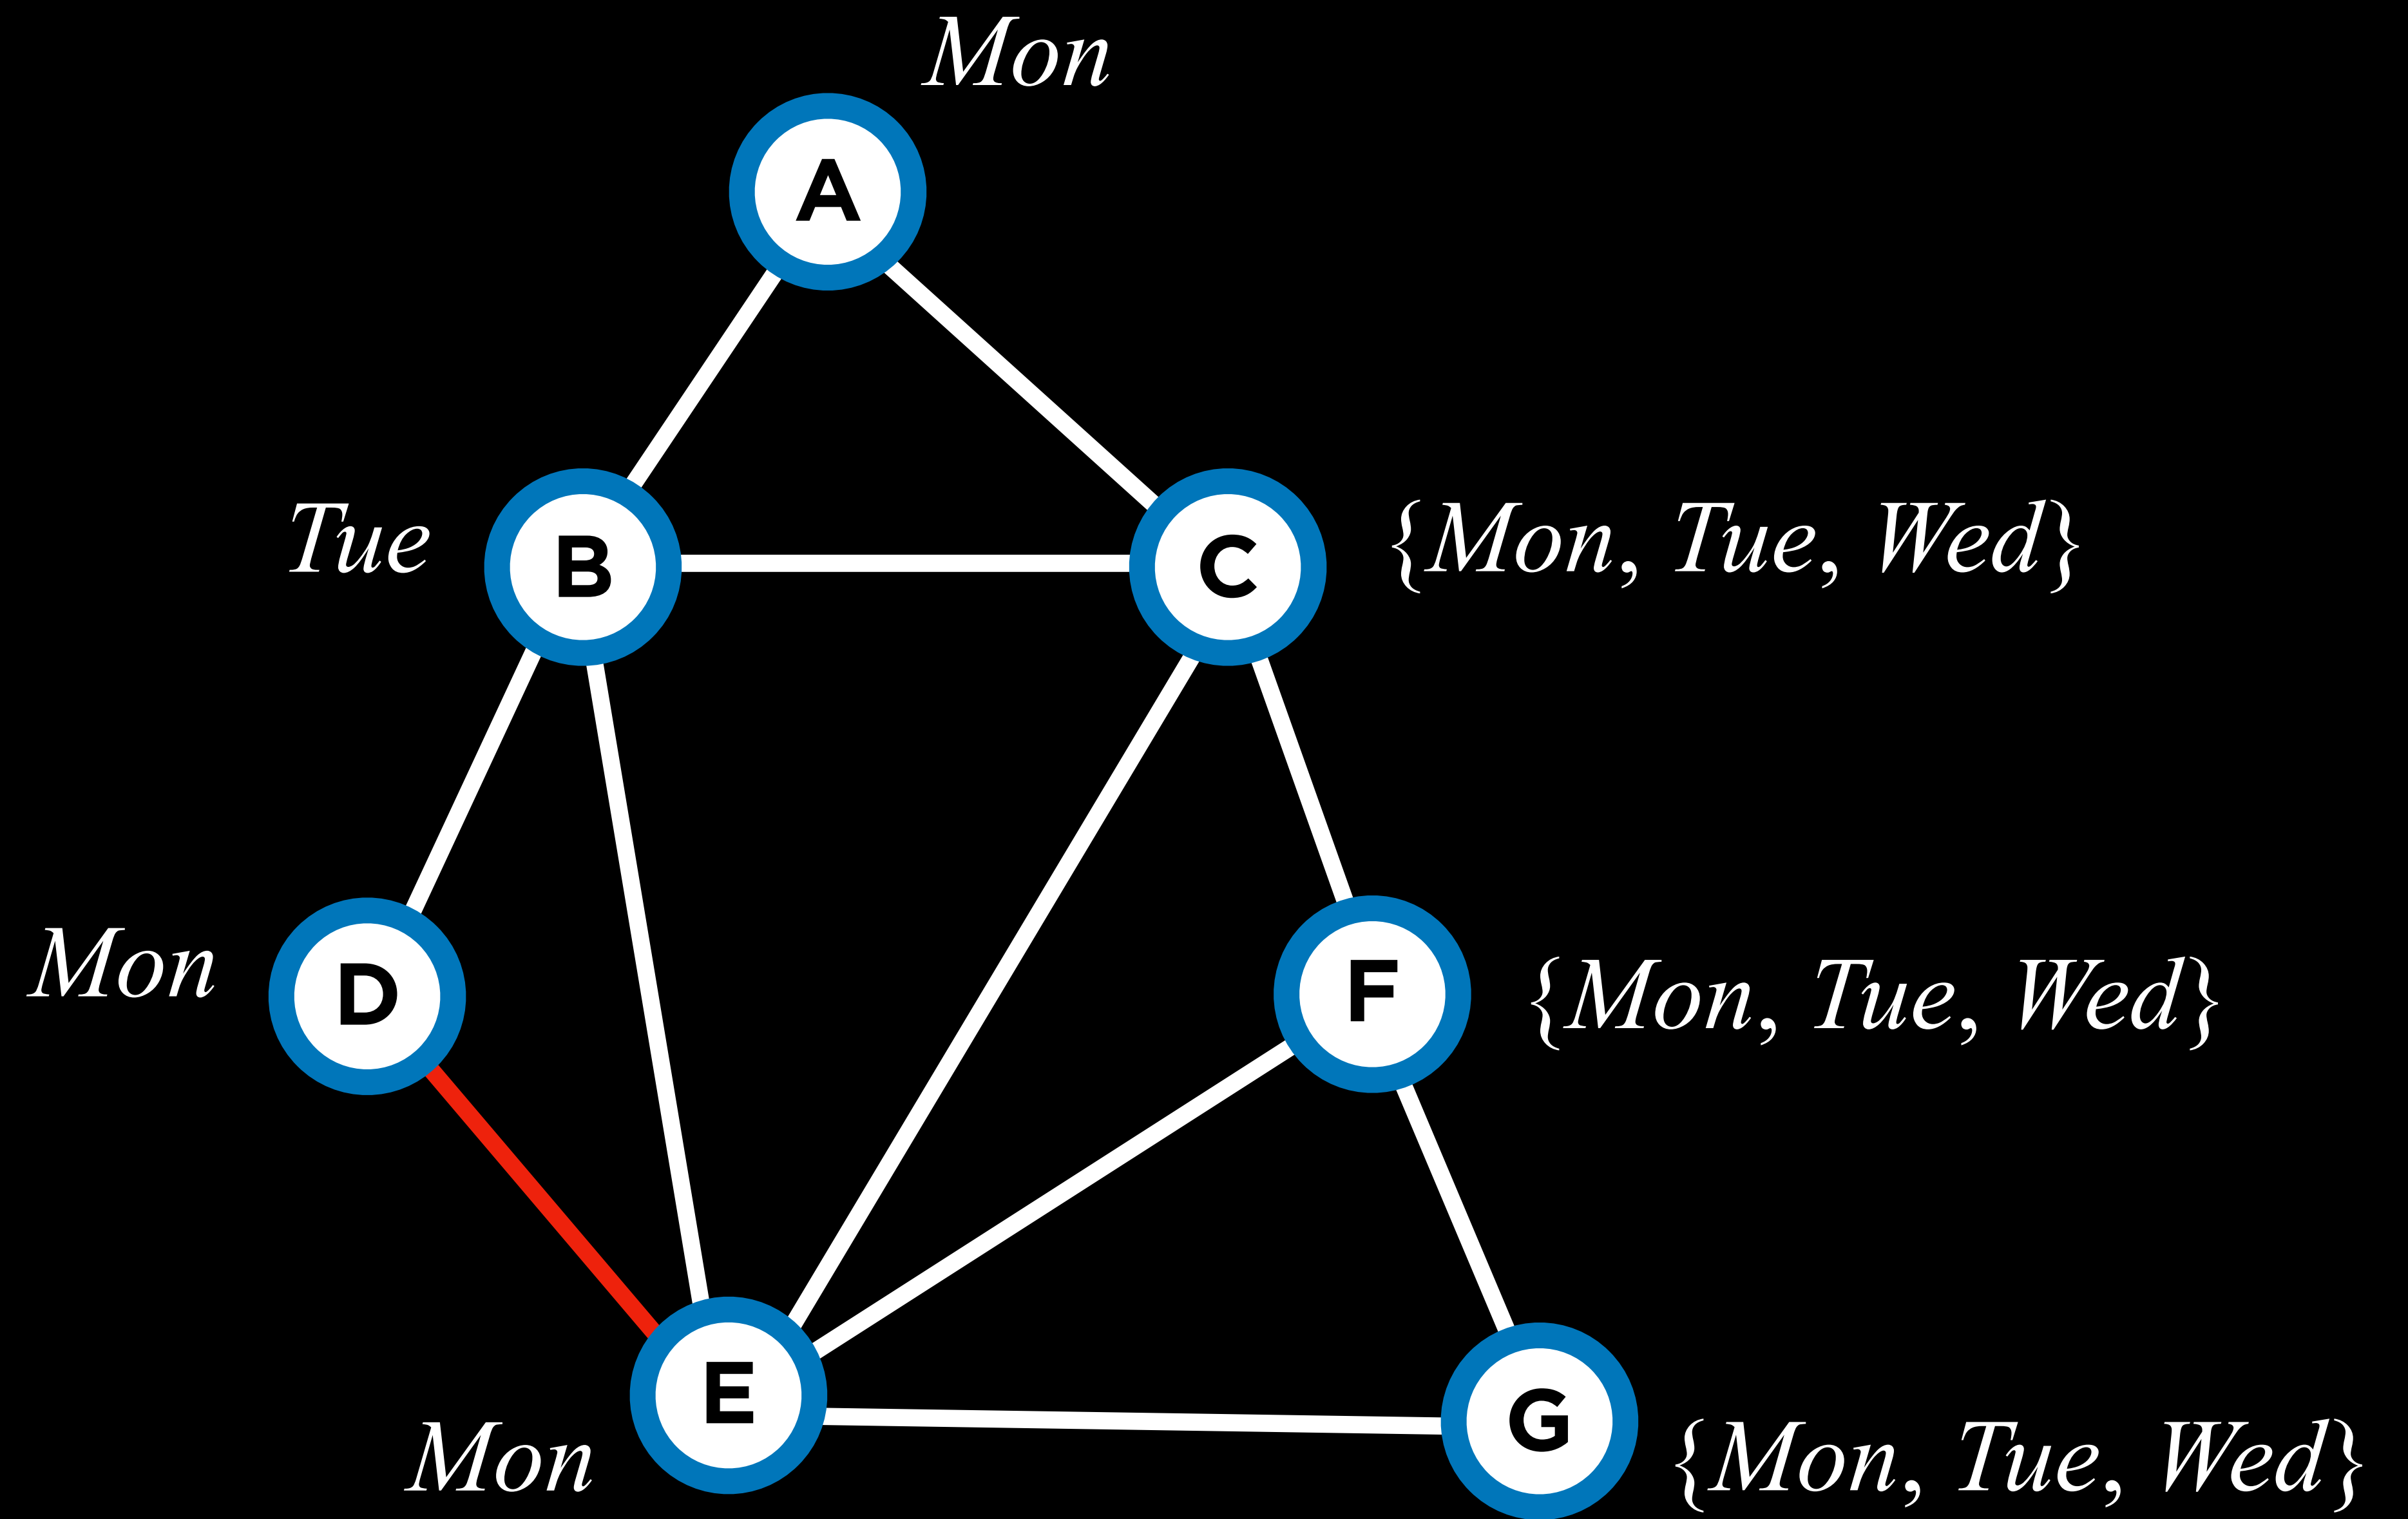 Mon
A
Tue
B
C
{Mon, Tue, Wed}
Mon
D
F
{Mon, Tue, Wed}
E
Mon
G
{Mon, Tue, Wed}